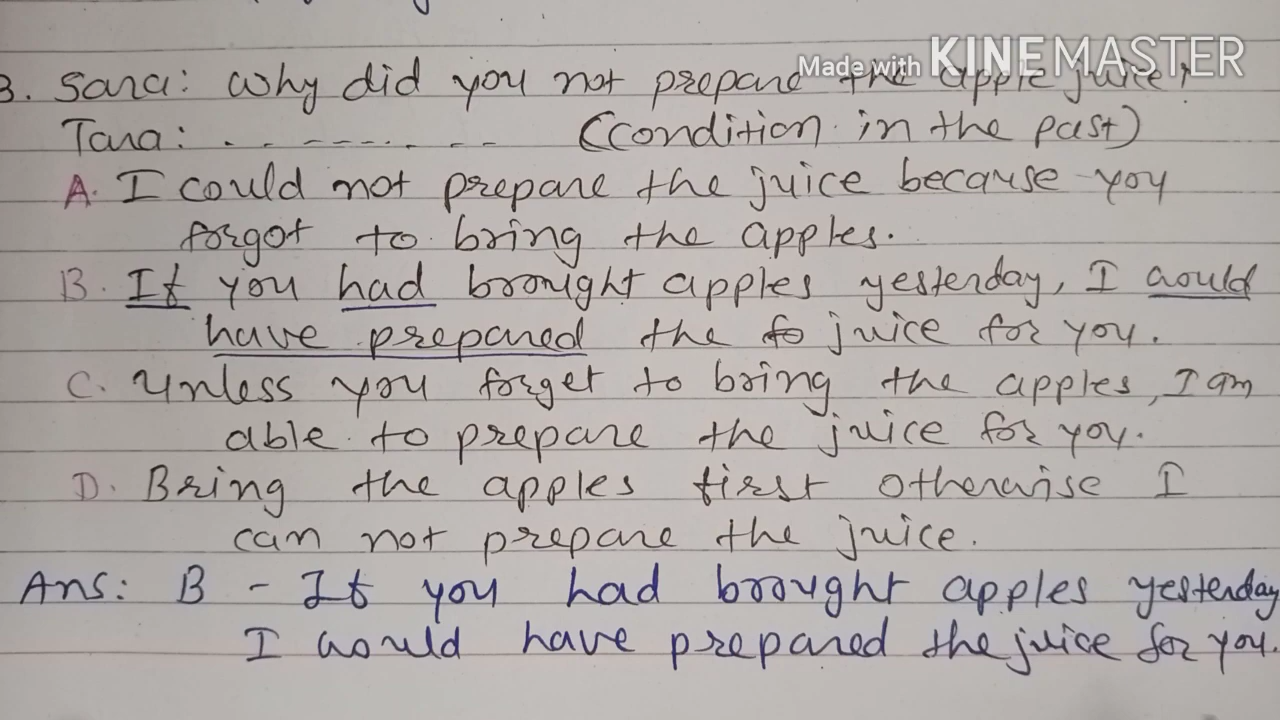 Made with KINEMASTER
3. Sara: Why did you not prepare the apple juice?
Tara: . . ------- . -- (condition in the past)
A. I could not prepare the juice because you
forgot to bring the apples.
B. If you had brought apples yesterday, I would
have prepared the fo juice for you.
C. Unless you forget to bring the apples, I am
able to prepare the juice for you.
D. Bring the apples first otherwise I
can not prepare the juice.
Ans: B - If you had brought apples yesterday
I would have prepared the juice for you.